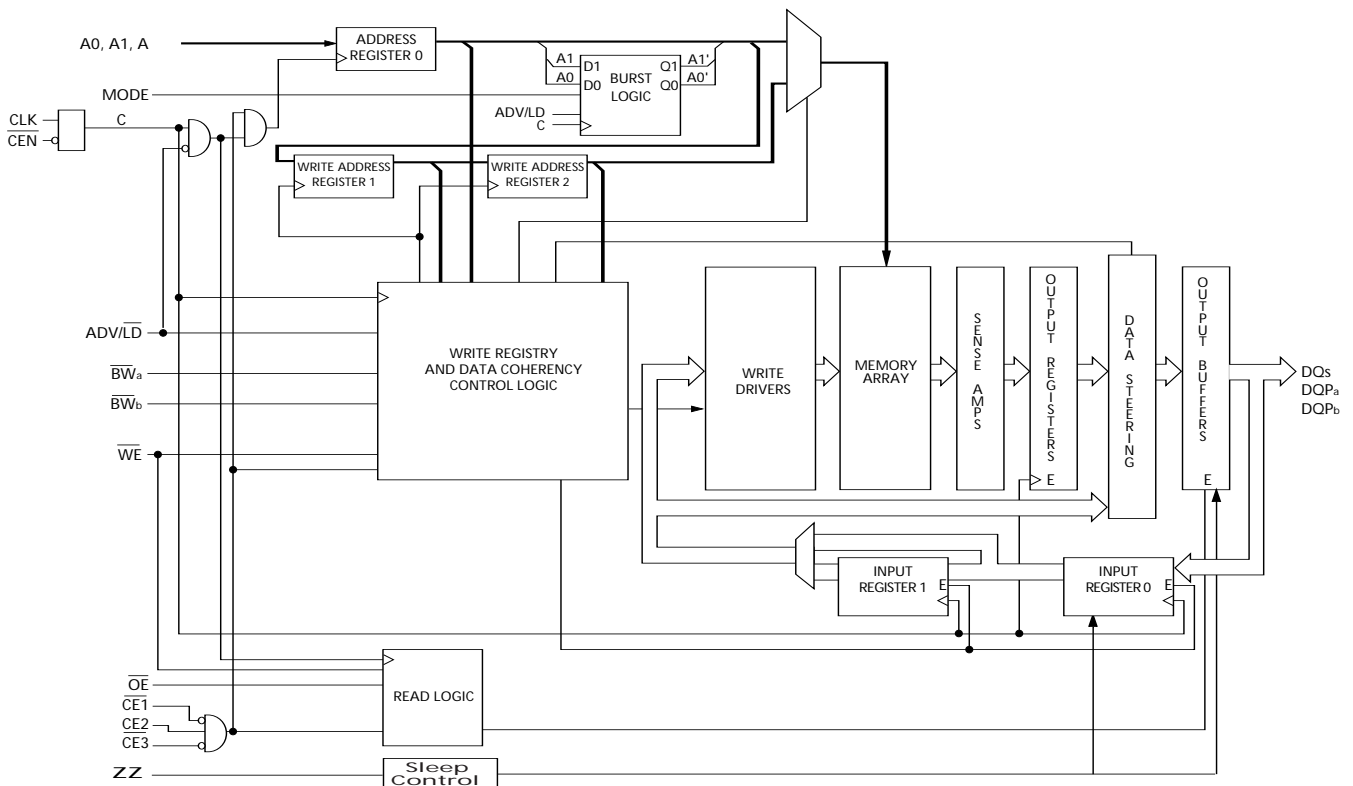 A0, A1, A
ADDRESS
REGISTER 0
A1
A0
D1
D0
BURST
LOGIC
Q1
Q0
A1'
A0'
MODE
ADV/LD
C
CLK
CEN
C
WRITE ADDRESS
REGISTER 1
WRITE ADDRESS
REGISTER 2
ADV/LD
BWa
BWb
WE
WRITE REGISTRY
AND DATA COHERENCY
CONTROL LOGIC
WRITE
DRIVERS
MEMORY
ARRAY
SENSE AMPS
OUTPUT REGISTERS
E
DATA STEERING
OUTPUT BUFFERS
E
DQs
DQPa
DQPb
INPUT
REGISTER 1
E
INPUT
REGISTER 0
E
OE
CE1
CE2
CE3
READ LOGIC
ZZ
Sleep
Control